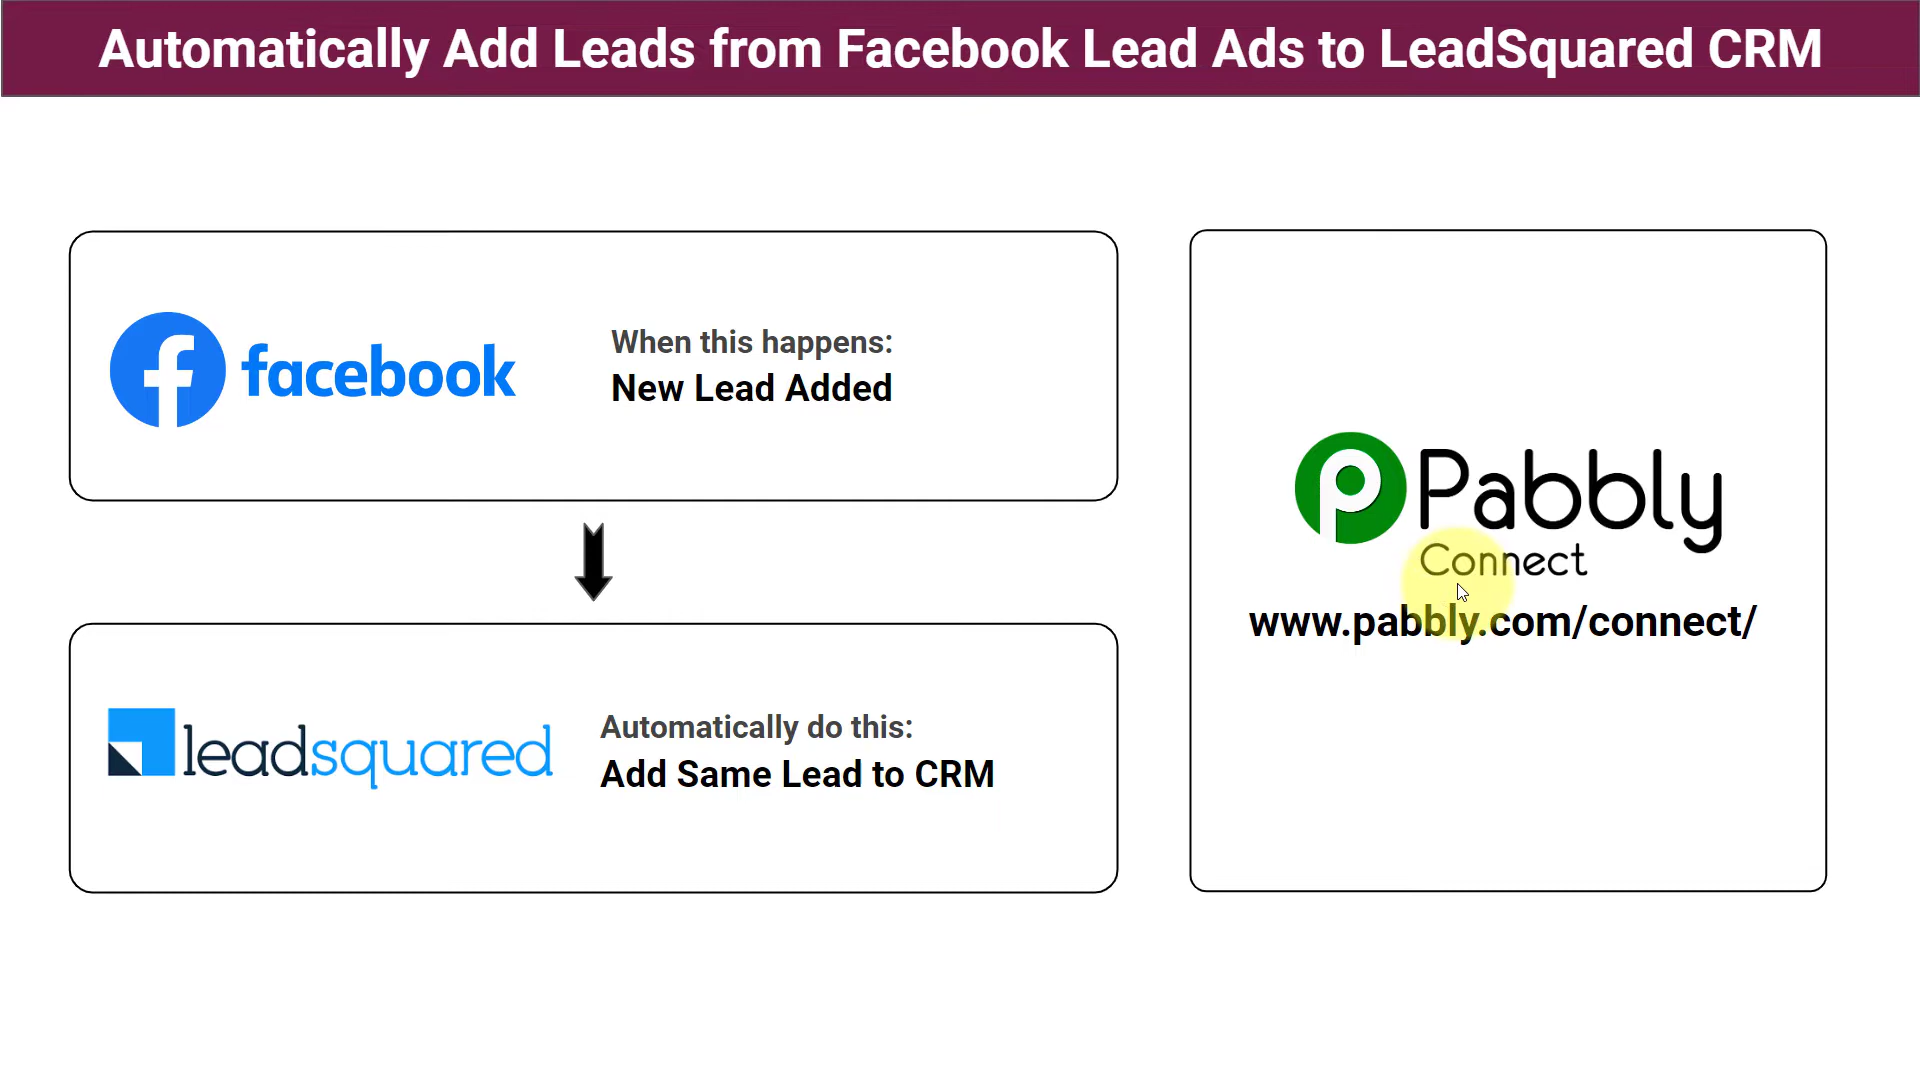 Automatically Add Leads from Facebook Lead Ads to LeadSquared CRM
facebook
When this happens:
New Lead Added
leadsquared
Automatically do this:
Add Same Lead to CRM
Pabbly
Connect
www.pabbly.com/connect/